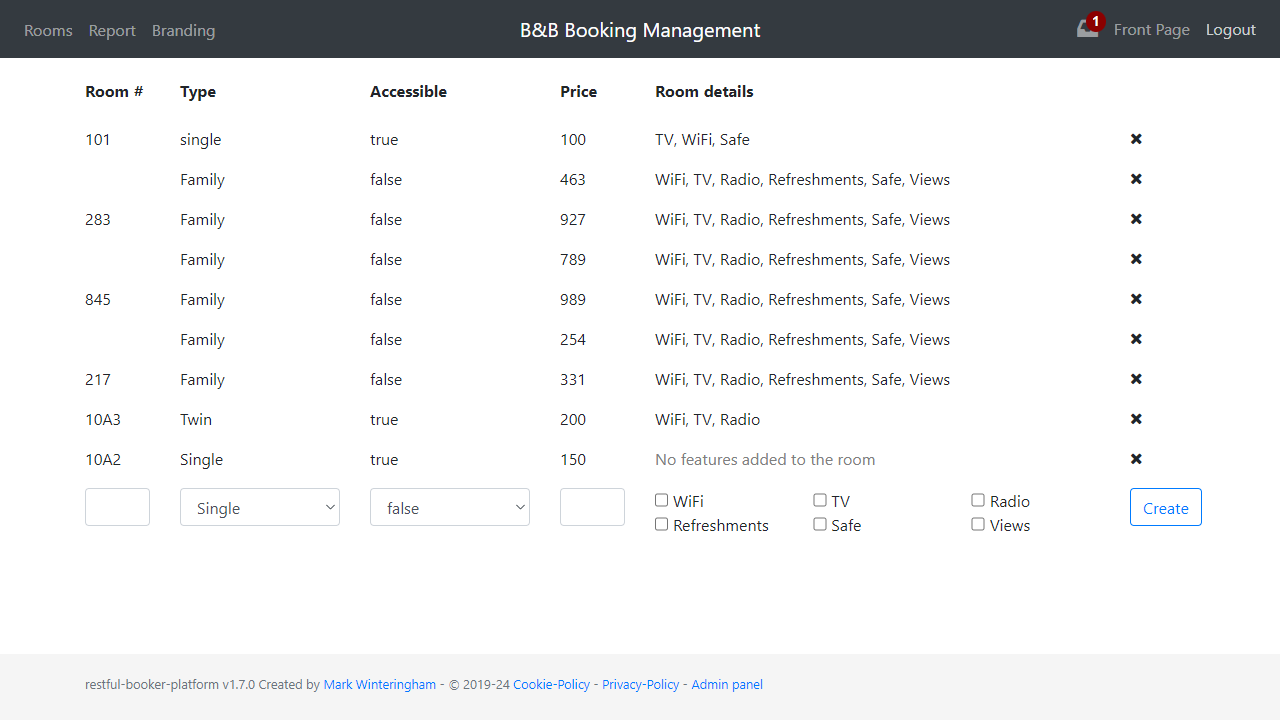 Rooms Report Branding B&B Booking Management 1 Front Page Logout
Room # Type Accessible Price Room details
101 single true 100 TV, WiFi, Safe
Family false 463 WiFi, TV, Radio, Refreshments, Safe, Views
283 Family false 927 WiFi, TV, Radio, Refreshments, Safe, Views
Family false 789 WiFi, TV, Radio, Refreshments, Safe, Views
845 Family false 989 WiFi, TV, Radio, Refreshments, Safe, Views
Family false 254 WiFi, TV, Radio, Refreshments, Safe, Views
217 Family false 331 WiFi, TV, Radio, Refreshments, Safe, Views
10A3 Twin true 200 WiFi, TV, Radio
10A2 Single true 150 No features added to the room
Single false WiFi TV Radio Create
Refreshments Safe Views
restful-booker-platform v1.7.0 Created by Mark Winteringham - © 2019-24 Cookie-Policy - Privacy-Policy - Admin panel